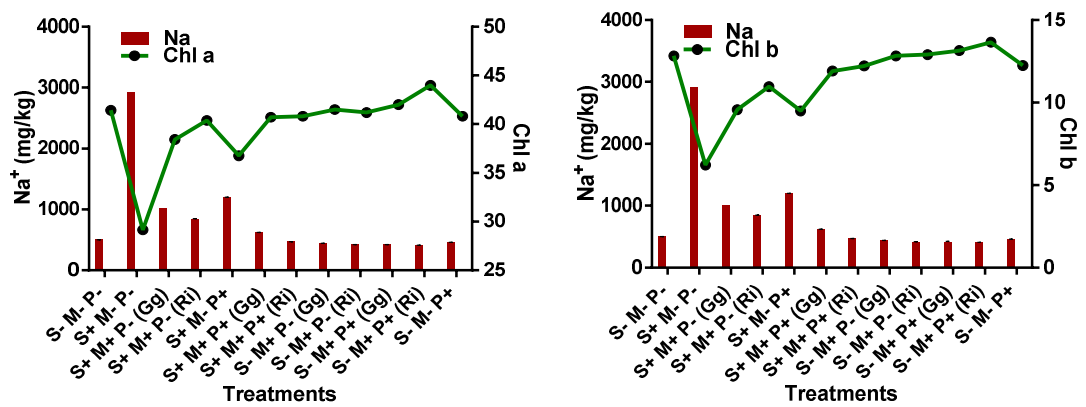 Na
Chl a
Na⁺ (mg/kg)
4000
3000
2000
1000
0
50
45
40
35
30
25
Chl a
S- M- P-
S+ M- P-
S+ M+ P- (Gg)
S+ M+ P- (Ri)
S+ M- P+
S+ M+ P+ (Gg)
S+ M+ P+ (Ri)
S- M+ P- (Gg)
S- M+ P- (Ri)
S- M+ P+ (Gg)
S- M+ P+ (Ri)
S- M- P+
Treatments
Na
Chl b
Na⁺ (mg/kg)
4000
3000
2000
1000
0
15
10
5
0
Chl b
S- M- P-
S+ M- P-
S+ M+ P- (Gg)
S+ M+ P- (Ri)
S+ M- P+
S+ M+ P+ (Gg)
S+ M+ P+ (Ri)
S- M+ P- (Gg)
S- M+ P- (Ri)
S- M+ P+ (Gg)
S- M+ P+ (Ri)
S- M- P+
Treatments